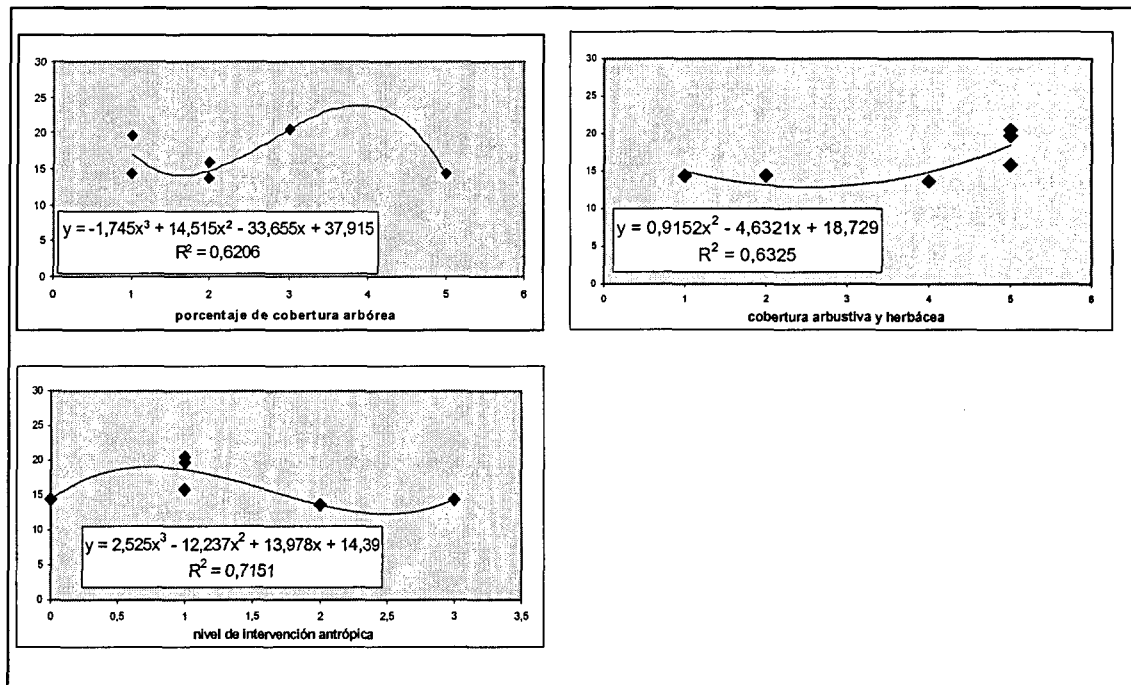 30
25
20
15
10
5
0
y = -1,745x³ + 14,515x² - 33,655x + 37,915
R² = 0,6206
0 1 2 3 4 5 6
porcentaje de cobertura arbórea
30
25
20
15
10
5
0
y = 0,9152x² - 4,6321x + 18,729
R² = 0,6325
0 1 2 3 4 5 6
cobertura arbustiva y herbácea
30
25
20
15
10
5
0
y = 2,525x³ - 12,237x² + 13,978x + 14,39
R² = 0,7151
0 0,5 1 1,5 2 2,5 3 3,5
nivel de intervención antrópica